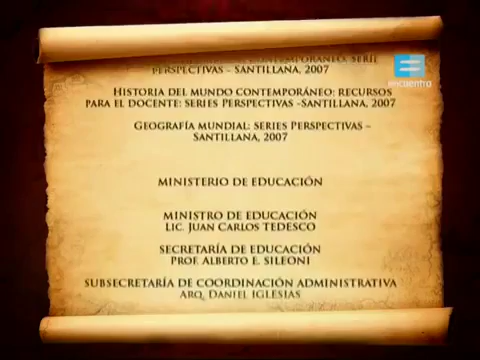 CONTEMPORÁNEO: SERIE
PERSPECTIVAS – SANTILLANA, 2007
encuentro
HISTORIA DEL MUNDO CONTEMPORÁNEO: RECURSOS
PARA EL DOCENTE: SERIES PERSPECTIVAS -SANTILLANA, 2007
GEOGRAFÍA MUNDIAL: SERIES PERSPECTIVAS –
SANTILLANA, 2007
MINISTERIO DE EDUCACIÓN
MINISTRO DE EDUCACIÓN
LIC. JUAN CARLOS TEDESCO
SECRETARÍA DE EDUCACIÓN
PROF. ALBERTO E. SILEONI
SUBSECRETARÍA DE COORDINACIÓN ADMINISTRATIVA
ARQ. DANIEL IGLESIAS